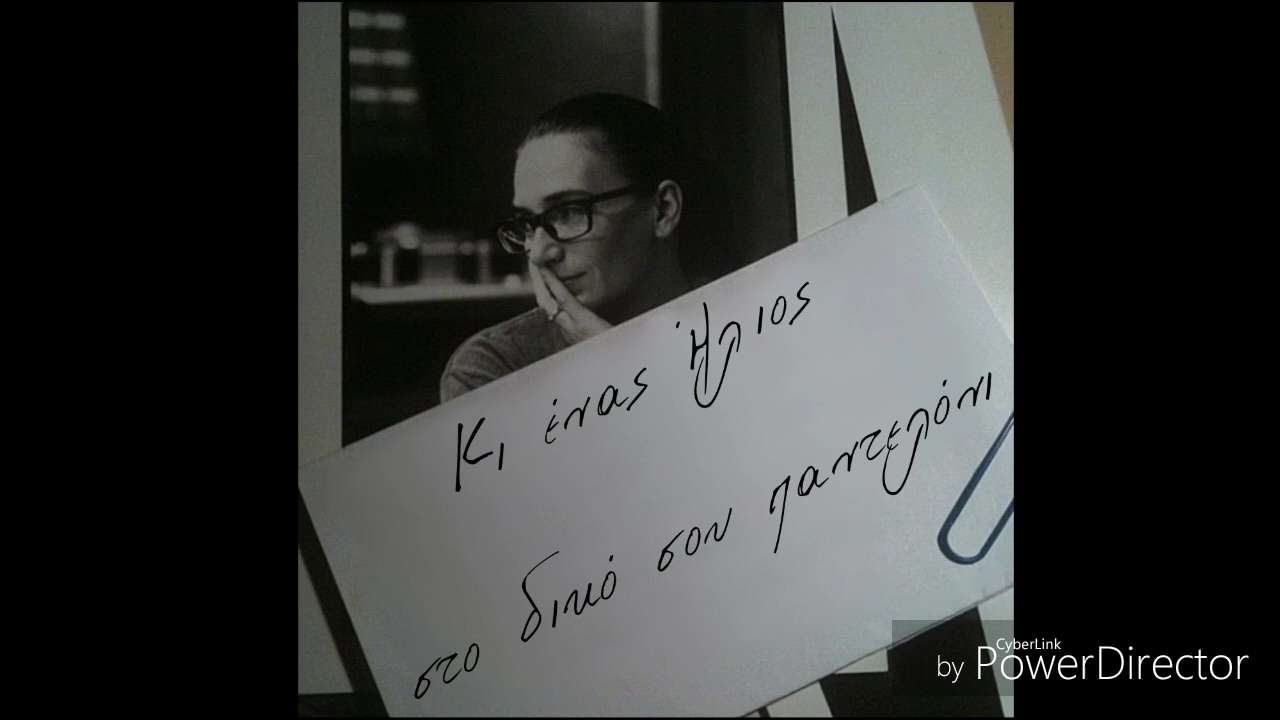 Κι ένας Ήλιος
στο δικό σου παντελόνι
CyberLink
by PowerDirector